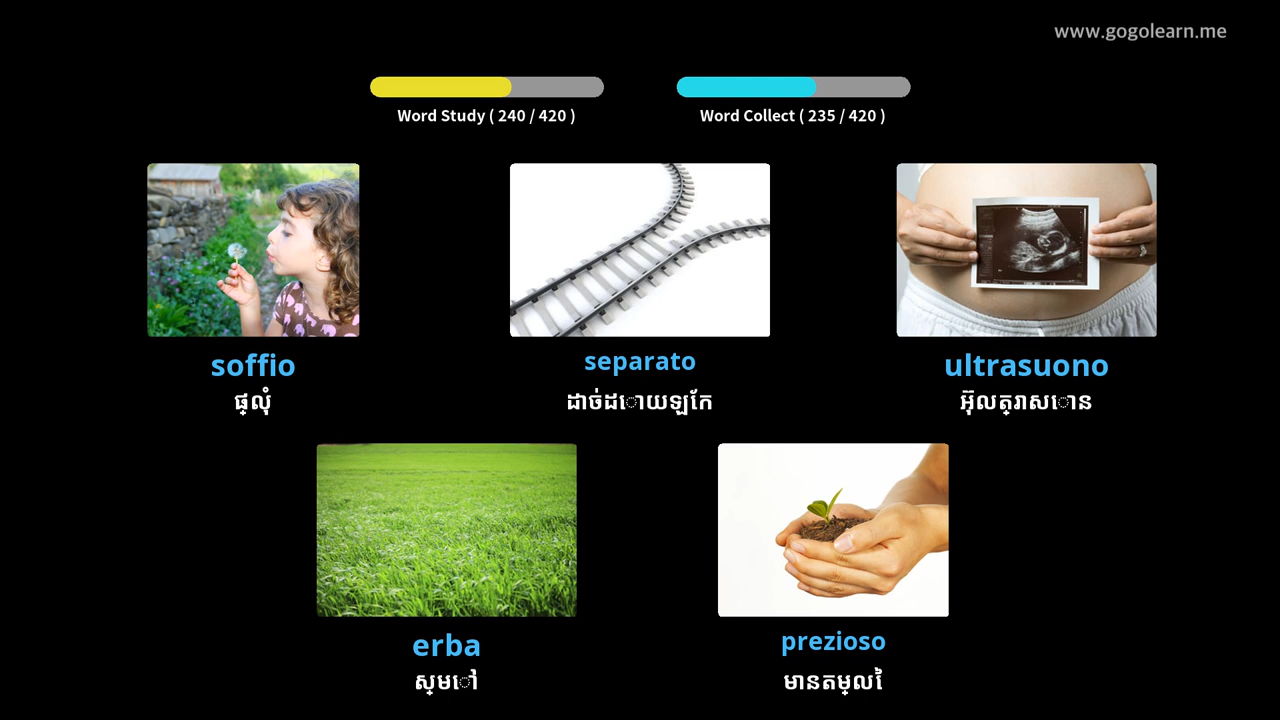 www.gogolearn.me
Word Study ( 240 / 420 )
Word Collect ( 235 / 420 )
soffio
separato
ultrasuono
ផ្លុំ
ដាច់ដោយឡែក
អ៊ុលត្រាសោន
erba
prezioso
ស្មៅ
មានតម្លៃ